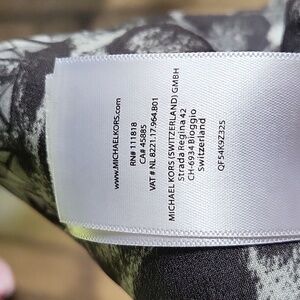 www.MICHAELKORS.com
RN# 111818
CA# 45885
VAT # NL 8221.17.964.B01
MICHAEL KORS (SWITZERLAND) GMBH
Strada Regina 42
CH-6934 Bioggio
Switzerland
QF54K9Z32S